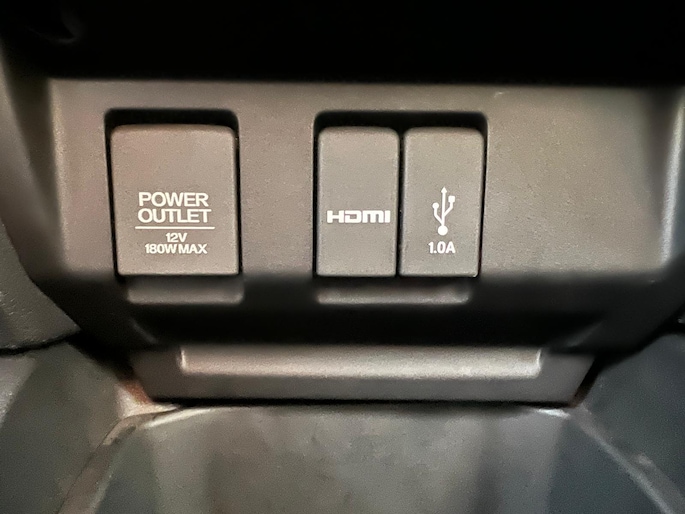 POWER
OUTLET
12V
180W MAX
HDMI
1.0A